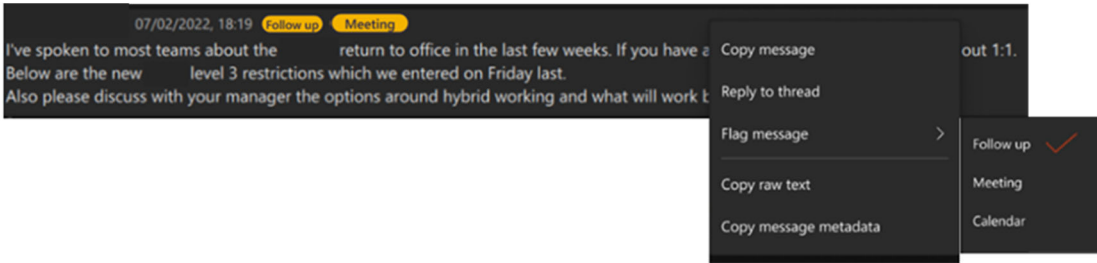 07/02/2022, 18:19 Follow up Meeting
I've spoken to most teams about the return to office in the last few weeks. If you have a out 1:1.
Below are the new level 3 restrictions which we entered on Friday last.
Also please discuss with your manager the options around hybrid working and what will work
Copy message
Reply to thread
Flag message
Copy raw text
Copy message metadata
Follow up
Meeting
Calendar